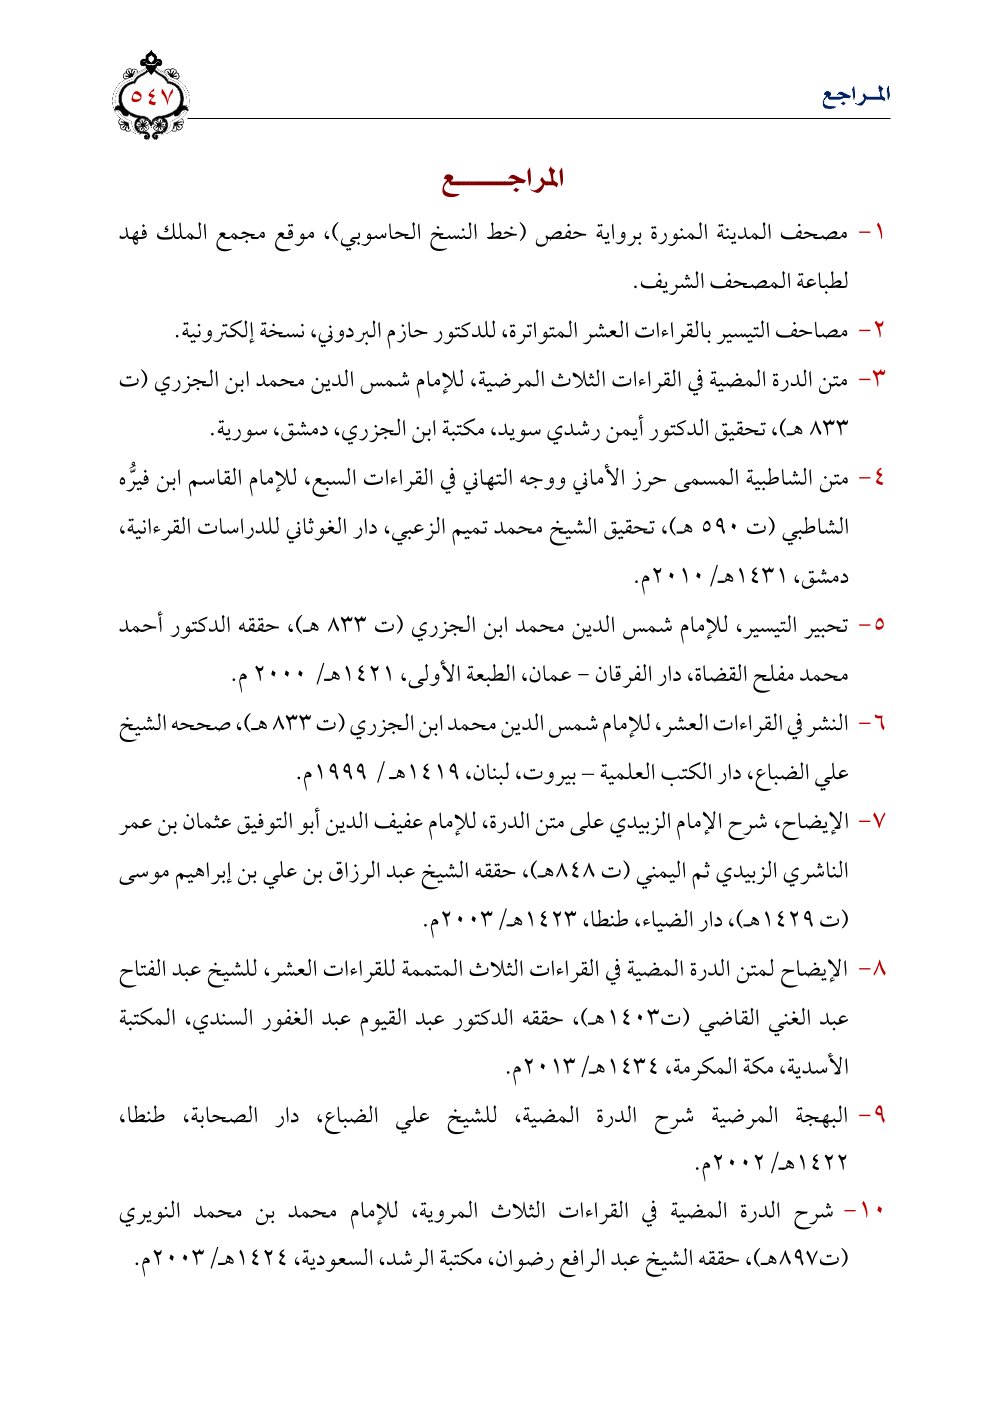 المـراجع
٥٤٧
المراجــــــع
١- مصحف المدينة المنورة برواية حفص (خط النسخ الحاسوبي)، موقع مجمع الملك فهد
لطباعة المصحف الشريف.
٢- مصاحف التيسير بالقراءات العشر المتواترة، للدكتور حازم البردوني، نسخة إلكترونية.
٣- متن الدرة المضية في القراءات الثلاث المرضية، للإمام شمس الدين محمد ابن الجزري (ت
٨٣٣ هـ)، تحقيق الدكتور أيمن رشدي سويد، مكتبة ابن الجزري، دمشق، سورية.
٤- متن الشاطبية المسمى حرز الأماني ووجه التهاني في القراءات السبع، للإمام القاسم ابن فيرُّه
الشاطبي (ت ٥٩٠ هـ)، تحقيق الشيخ محمد تميم الزعبي، دار الغوثاني للدراسات القرءانية،
دمشق، ١٤٣١هـ/ ٢٠١٠م.
٥- تحبير التيسير، للإمام شمس الدين محمد ابن الجزري (ت ٨٣٣ هـ)، حققه الدكتور أحمد
محمد مفلح القضاة، دار الفرقان – عمان، الطبعة الأولى، ١٤٢١هـ/ ٢٠٠٠ م.
٦- النشر في القراءات العشر، للإمام شمس الدين محمد ابن الجزري (ت ٨٣٣ هـ)، صححه الشيخ
علي الضباع، دار الكتب العلمية – بيروت، لبنان، ١٤١٩هـ / ١٩٩٩م.
٧- الإيضاح، شرح الإمام الزبيدي على متن الدرة، للإمام عفيف الدين أبو التوفيق عثمان بن عمر
الناشري الزبيدي ثم اليمني (ت ٨٤٨هـ)، حققه الشيخ عبد الرزاق بن علي بن إبراهيم موسى
(ت ١٤٢٩هـ)، دار الضياء، طنطا، ١٤٢٣هـ/ ٢٠٠٣م.
٨- الإيضاح لمتن الدرة المضية في القراءات الثلاث المتممة للقراءات العشر، للشيخ عبد الفتاح
عبد الغني القاضي (ت١٤٠٣هـ)، حققه الدكتور عبد القيوم عبد الغفور السندي، المكتبة
الأسدية، مكة المكرمة، ١٤٣٤هـ/ ٢٠١٣م.
٩- البهجة المرضية شرح الدرة المضية، للشيخ علي الضباع، دار الصحابة، طنطا،
١٤٢٢هـ/ ٢٠٠٢م.
١٠- شرح الدرة المضية في القراءات الثلاث المروية، للإمام محمد بن محمد النويري
(ت٨٩٧هـ)، حققه الشيخ عبد الرافع رضوان، مكتبة الرشد، السعودية، ١٤٢٤هـ/ ٢٠٠٣م.